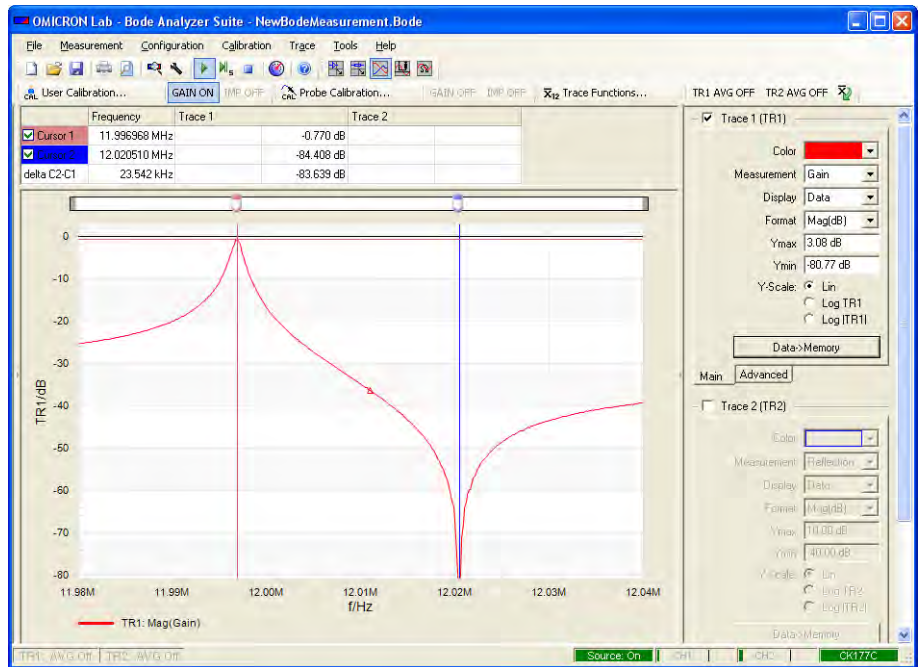 OMICRON Lab - Bode Analyzer Suite - NewBodeMeasurement.Bode
File Measurement Configuration Calibration Trace Tools Help
User Calibration... GAIN ON IMP OFF Probe Calibration... GAIN OFF IMP OFF Trace Functions... TR1 AVG OFF TR2 AVG OFF
Frequency Trace 1 Trace 2
Cursor 1 11.996968 MHz -0.770 dB
Cursor 2 12.020510 MHz -84.408 dB
delta C2-C1 23.542 kHz -83.639 dB
TR1/dB
0
-10
-20
-30
-40
-50
-60
-70
-80
11.98M 11.99M 12.00M 12.01M 12.02M 12.03M 12.04M
f/Hz
TR1: Mag(Gain)
Trace 1 (TR1)
Color
Measurement Gain
Display Data
Format Mag(dB)
Ymax 3.08 dB
Ymin -80.77 dB
Y-Scale: Lin
Log TR1
Log |TR1|
Data->Memory
Main Advanced
Trace 2 (TR2)
Color
Measurement Reflection
Display Data
Format Mag(dB)
Ymax 10.00 dB
Ymin -40.00 dB
Y-Scale: Lin
Log TR2
Log |TR2|
Data->Memory
TR1: AVG Off TR2: AVG Off Source: On CH1 CH2 CK177C